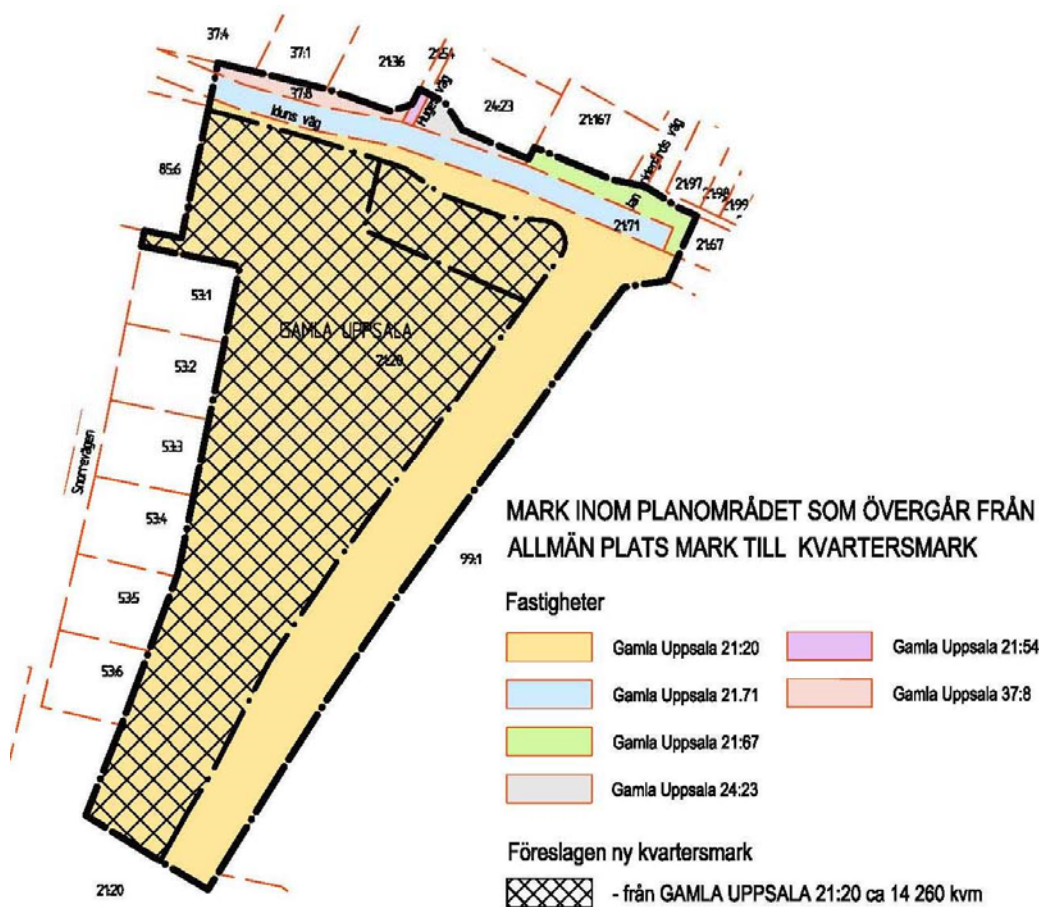 37:4
37:1
21:36
21:54
24:23
21:167
37:8
Iduns väg
Huges väg
85:6
21:97
21:98
21:99
21:71
21:67
53:1
GAMLA UPPSALA
21:20
53:2
53:3
Snorrevägen
53:4
53:5
53:6
99:1
21:20
MARK INOM PLANOMRÅDET SOM ÖVERGÅR FRÅN
ALLMÄN PLATS MARK TILL KVARTERSMARK
Fastigheter
Gamla Uppsala 21:20
Gamla Uppsala 21:54
Gamla Uppsala 21.71
Gamla Uppsala 37:8
Gamla Uppsala 21:67
Gamla Uppsala 24:23
Föreslagen ny kvartersmark
- från GAMLA UPPSALA 21:20 ca 14 260 kvm